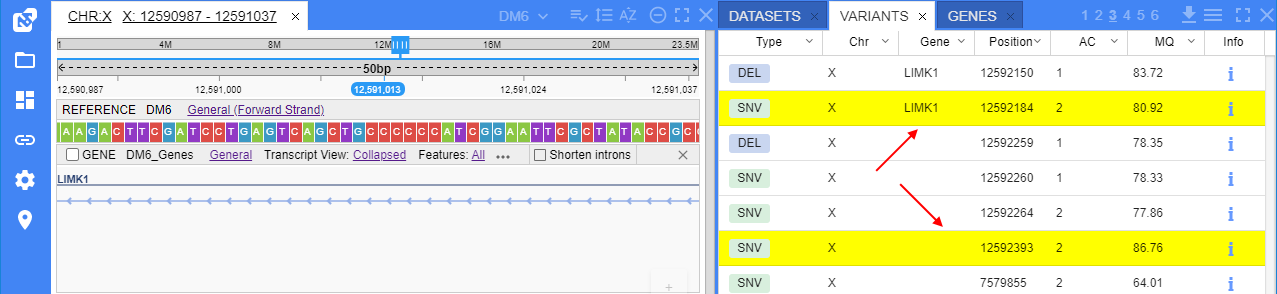 CHR:X X: 12590987 - 12591037 × DM6
1 4M 8M 12M 16M 20M 23.5M
50bp
12,590,987 12,591,000 12,591,013 12,591,024 12,591,037
REFERENCE DM6 General (Forward Strand)
A A G A C T T C G A T C C T G A G T C A G C T G C C C C C C A T C G G A A T T C G C T A T A C C G C
GENE DM6_Genes General Transcript View: Collapsed Features: All ••• Shorten introns ×
LIMK1
+
DATASETS × VARIANTS × GENES × 1 2 3 4 5 6
Type Chr Gene Position AC MQ Info
DEL X LIMK1 12592150 1 83.72 i
SNV X LIMK1 12592184 2 80.92 i
DEL X 12592259 1 78.35 i
SNV X 12592260 1 78.33 i
SNV X 12592264 2 77.86 i
SNV X 12592393 2 86.76 i
SNV X 7579855 2 64.01 i